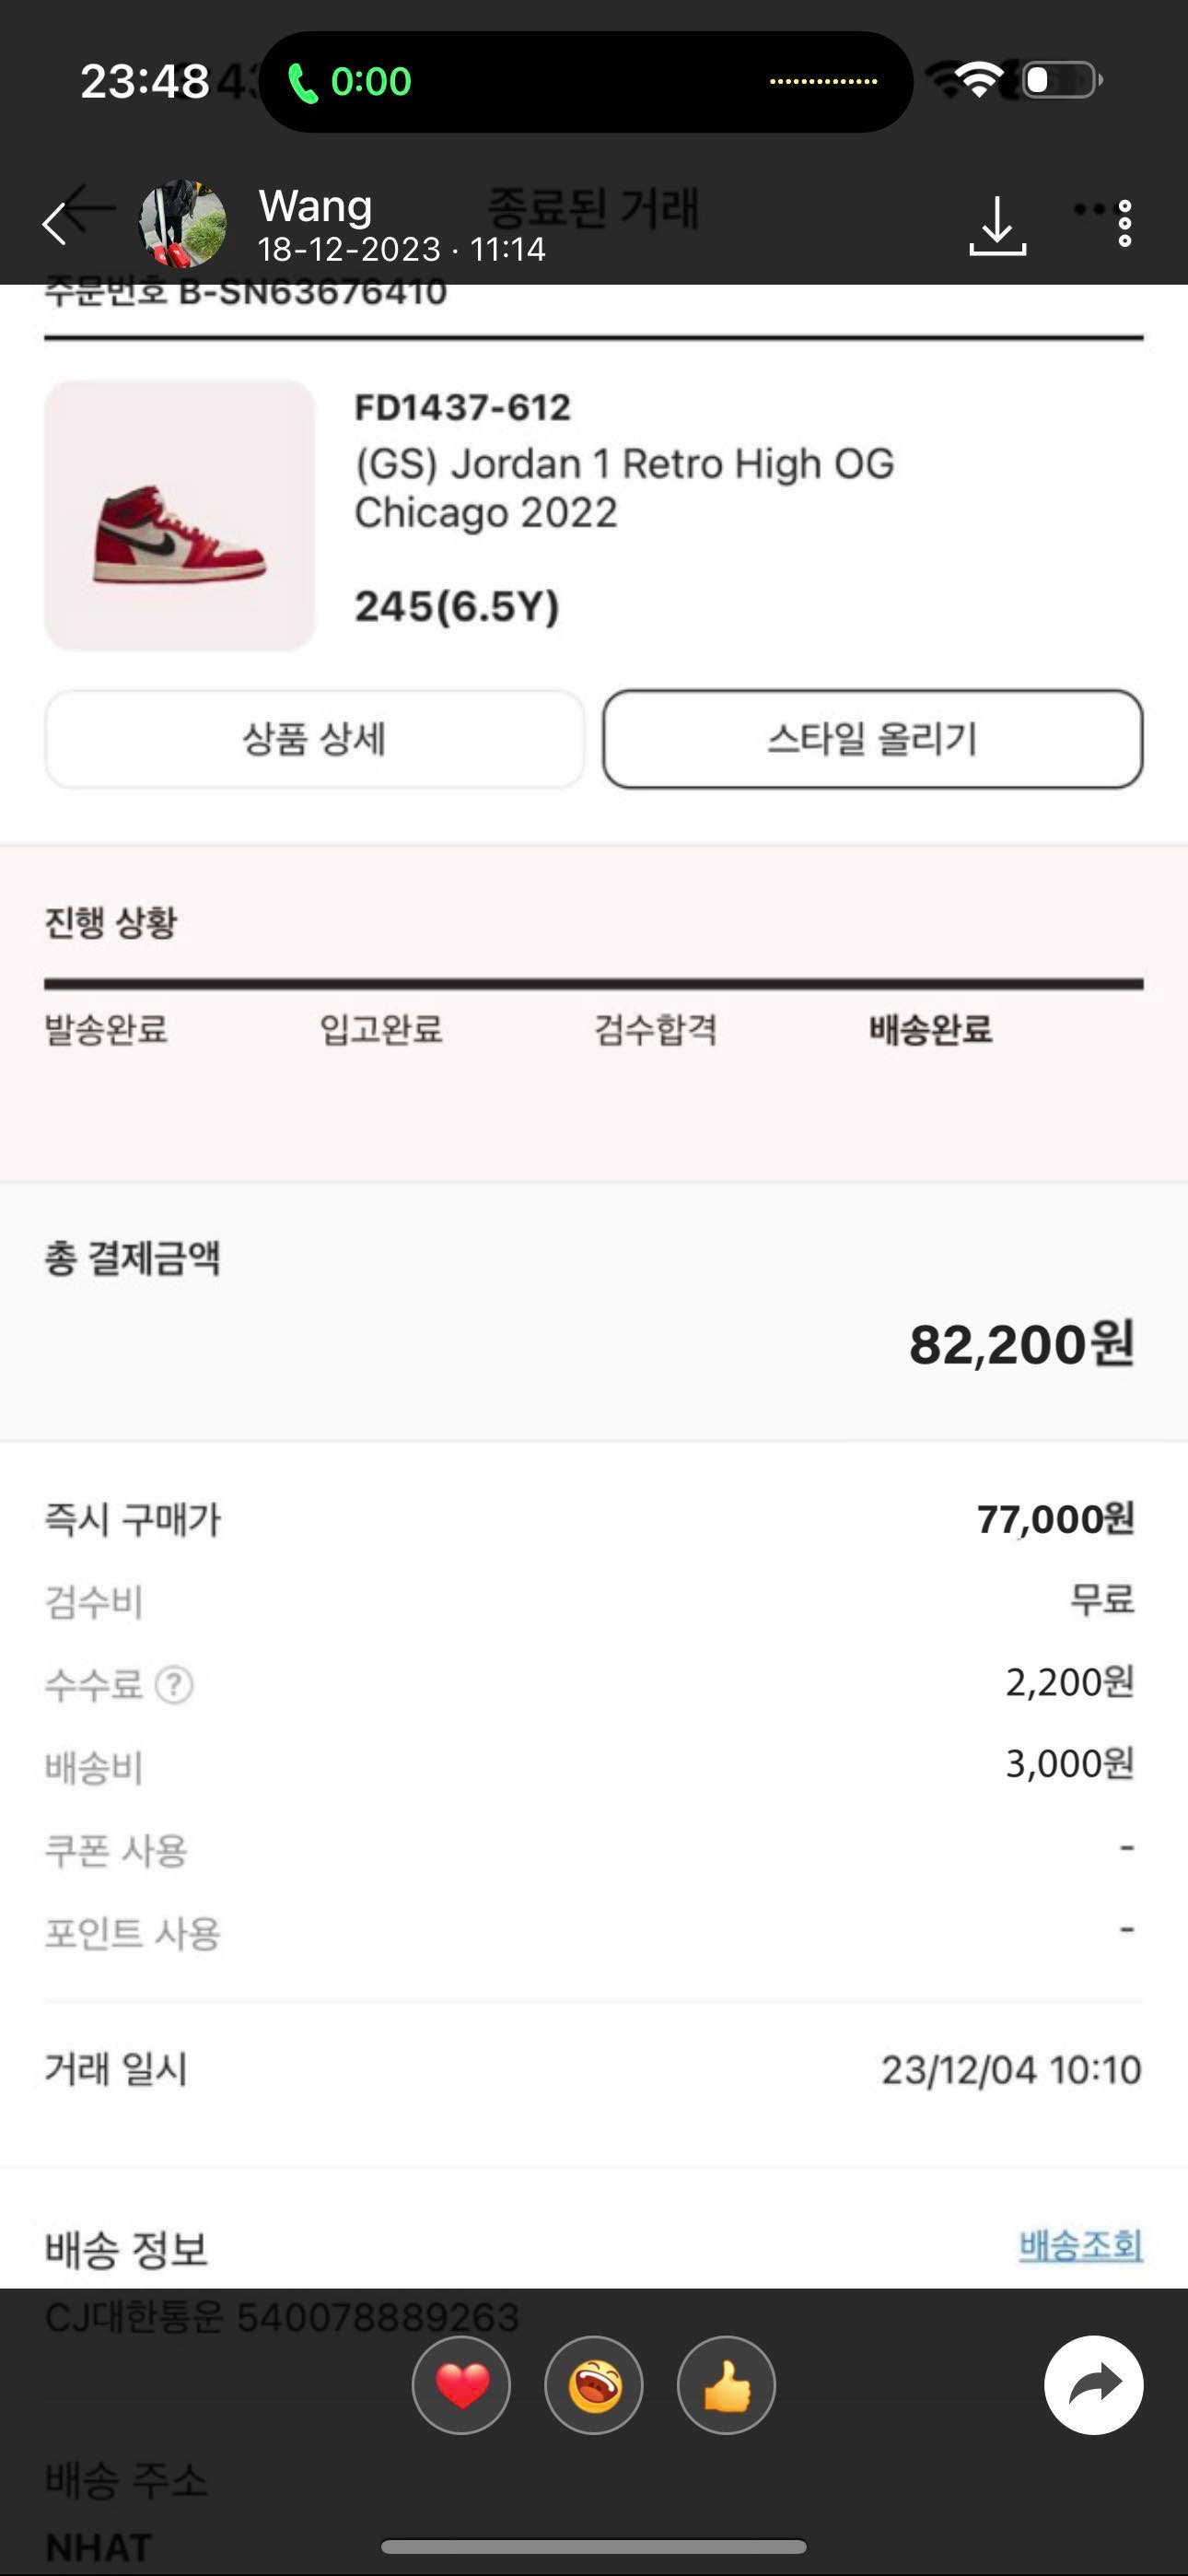 23:48
0:00
Wang
종료된 거래
18-12-2023 · 11:14
주문번호 B-SN63676410
FD1437-612
(GS) Jordan 1 Retro High OG
Chicago 2022
245(6.5Y)
상품 상세
스타일 올리기
진행 상황
발송완료 입고완료 검수합격 배송완료
총 결제금액
82,200원
즉시 구매가 77,000원
검수비 무료
수수료 ? 2,200원
배송비 3,000원
쿠폰 사용 -
포인트 사용 -
거래 일시 23/12/04 10:10
배송 정보 배송조회
CJ대한통운 540078889263
배송 주소
NHAT